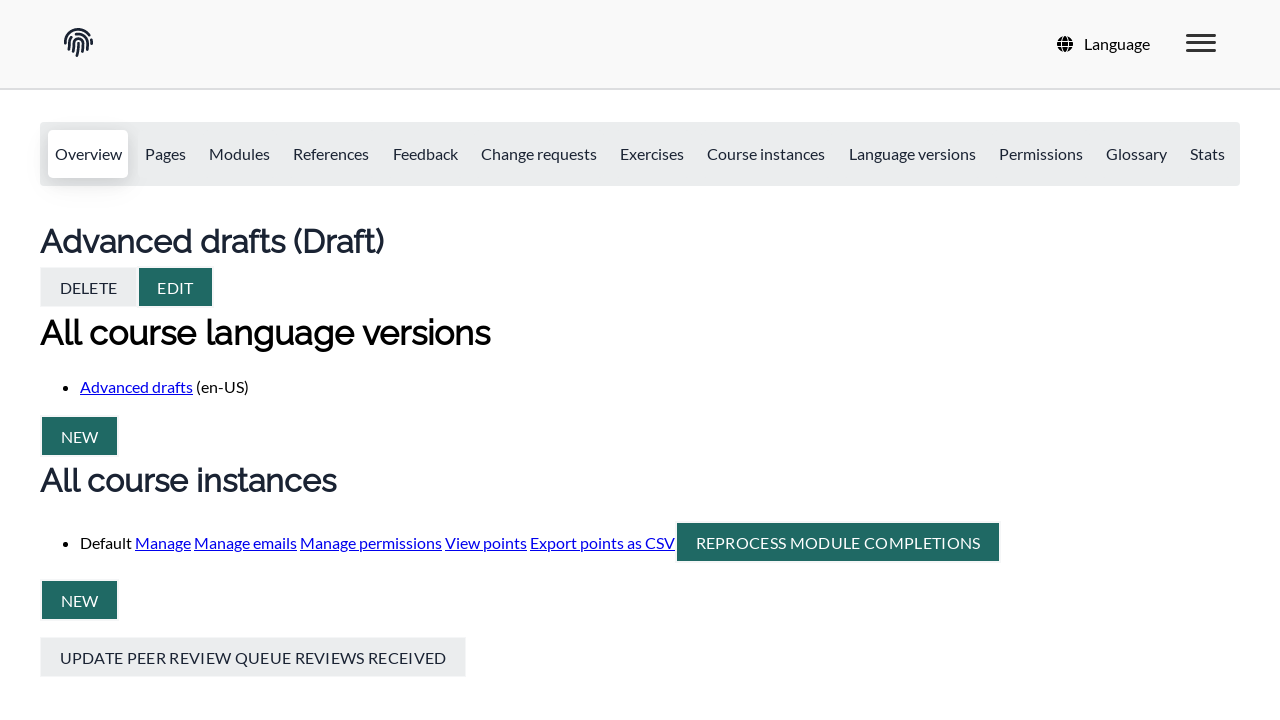 Language
Overview Pages Modules References Feedback Change requests Exercises Course instances Language versions Permissions Glossary Stats
Advanced drafts (Draft)
DELETE EDIT
All course language versions
Advanced drafts (en-US)
NEW
All course instances
Default Manage Manage emails Manage permissions View points Export points as CSV REPROCESS MODULE COMPLETIONS
NEW
UPDATE PEER REVIEW QUEUE REVIEWS RECEIVED